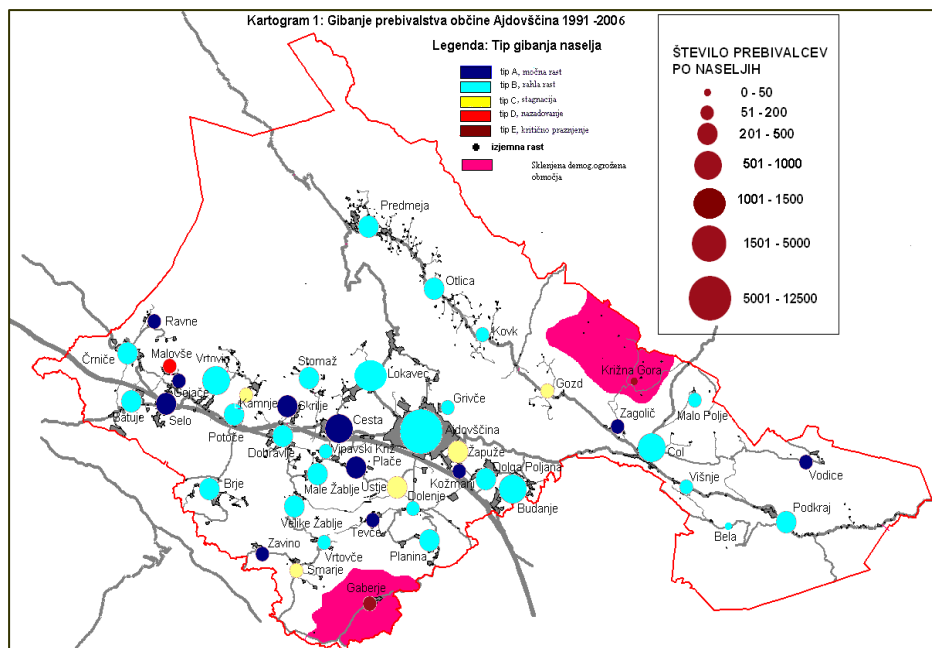 Kartogram 1: Gibanje prebivalstva občine Ajdovščina 1991 -2006
Legenda: Tip gibanja naselja
tip A, močna rast
tip B, rahla rast
tip C, stagnacija
tip D, nazadovanje
tip E, kritično praznjenje
izjemna rast
Sklenjena demog.ogrožena
območja
ŠTEVILO PREBIVALCEV
PO NASELJIH
0 - 50
51 - 200
201 - 500
501 - 1000
1001 - 1500
1501 - 5000
5001 - 12500
Predmeja
Otlica
Kovk
Ravne
Črniče
Malovše
Vrtovin
Stomaž
Lokavec
Gojače
Kamnje
Skrilje
Grivče
Gozd
Križna Gora
Zagolič
Malo Polje
Batuje
Selo
Potoče
Cesta
Ajdovščina
Dobravlje
Vipavski Križ
Žapuže
Col
Plače
Dolga Poljana
Vodice
Brje
Male Žablje
Ustje
Kožmani
Višnje
Dolenje
Budanje
Velike Žablje
Tevče
Podkraj
Bela
Zavino
Vrtovče
Planina
Šmarje
Gaberje